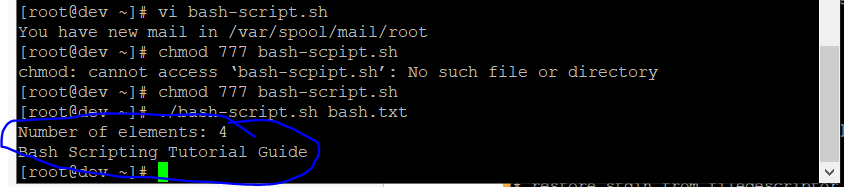 [root@dev ~]# vi bash-script.sh
You have new mail in /var/spool/mail/root
[root@dev ~]# chmod 777 bash-scpipt.sh
chmod: cannot access ‘bash-scpipt.sh’: No such file or directory
[root@dev ~]# chmod 777 bash-script.sh
[root@dev ~]# ./bash-script.sh bash.txt
Number of elements: 4
Bash Scripting Tutorial Guide
[root@dev ~]#
restore stdin from filedescriptor